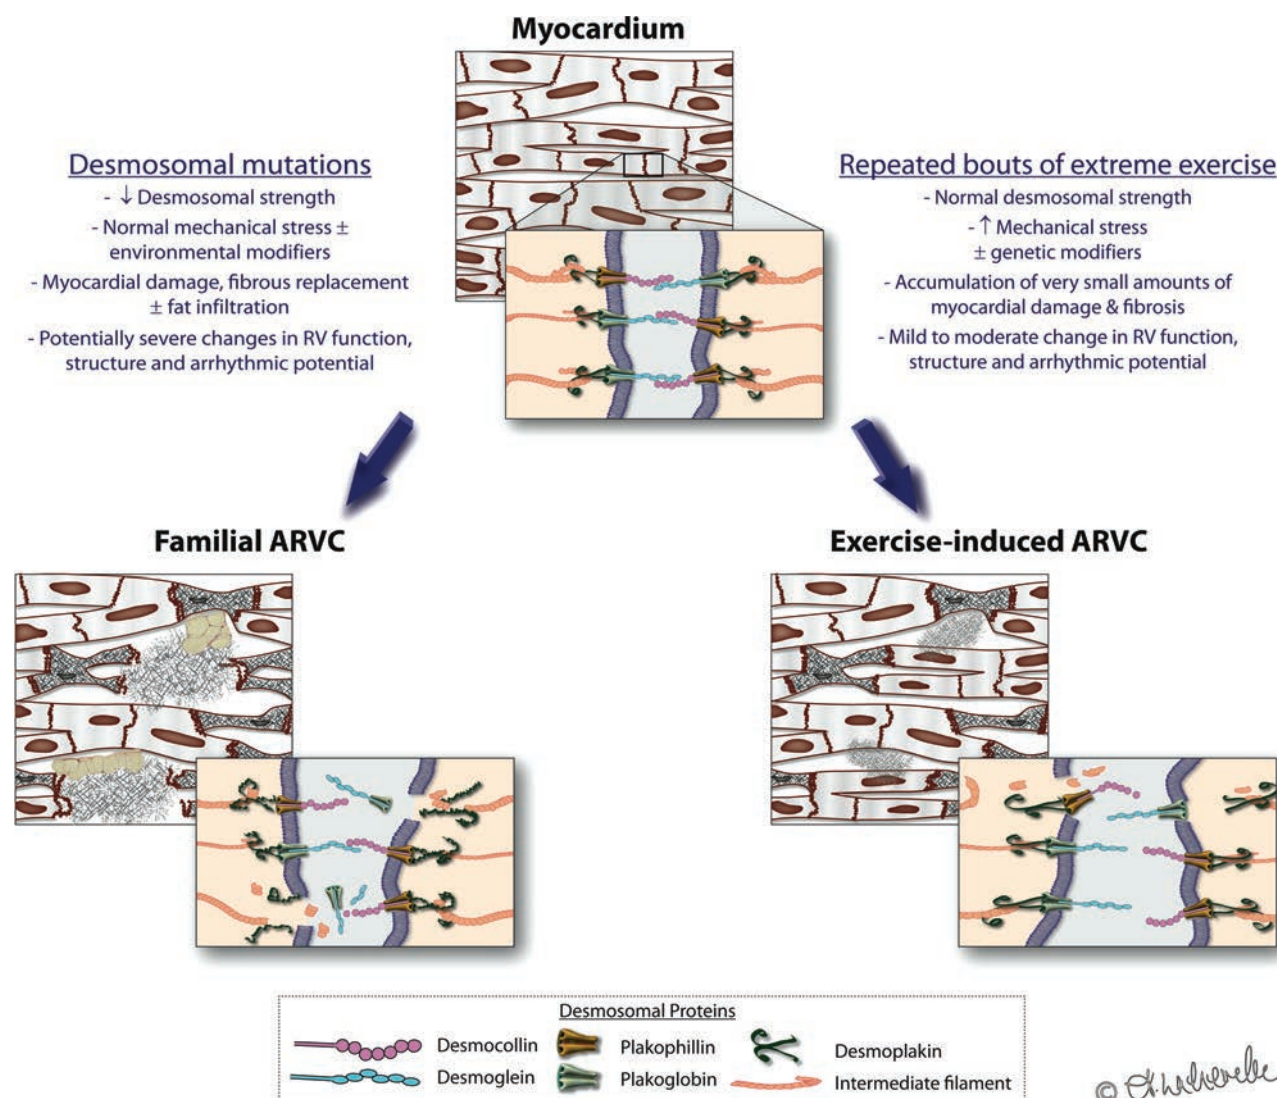 Myocardium
Desmosomal mutations
- ↓ Desmosomal strength
- Normal mechanical stress ±
environmental modifiers
- Myocardial damage, fibrous replacement
± fat infiltration
- Potentially severe changes in RV function,
structure and arrhythmic potential
Repeated bouts of extreme exercise
- Normal desmosomal strength
- ↑ Mechanical stress
± genetic modifiers
- Accumulation of very small amounts of
myocardial damage & fibrosis
- Mild to moderate change in RV function,
structure and arrhythmic potential
Familial ARVC
Exercise-induced ARVC
Desmosomal Proteins
Desmocollin
Plakophillin
Desmoplakin
Desmoglein
Plakoglobin
Intermediate filament
©